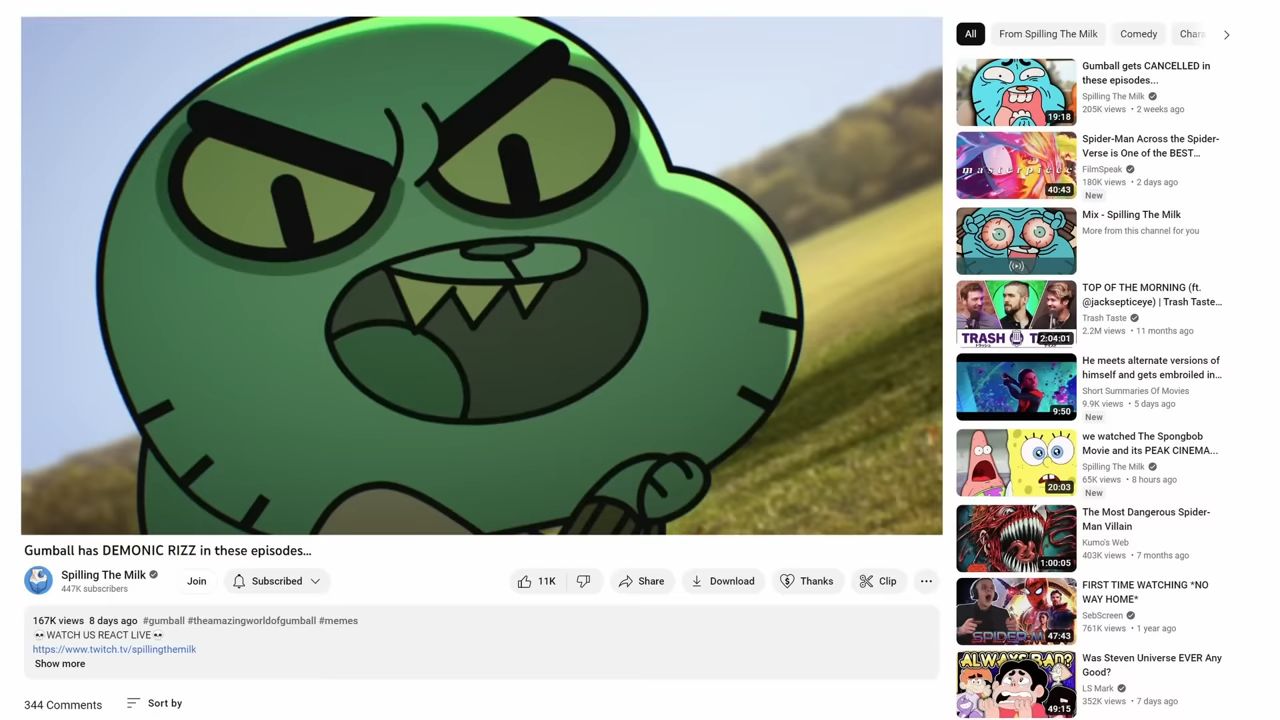 All
From Spilling The Milk
Comedy
Chara
Gumball gets CANCELLED in
these episodes...
Spilling The Milk
205K views • 2 weeks ago
19:18
Spider-Man Across the Spider-
Verse is One of the BEST...
FilmSpeak
180K views • 2 days ago
New
masterpiece
40:43
Mix - Spilling The Milk
More from this channel for you
TOP OF THE MORNING (ft.
@jacksepticeye) | Trash Taste...
Trash Taste
2.2M views • 11 months ago
TRASH T
2:04:01
He meets alternate versions of
himself and gets embroiled in...
Short Summaries Of Movies
9.9K views • 5 days ago
New
9:50
we watched The Spongbob
Movie and its PEAK CINEMA...
Spilling The Milk
65K views • 8 hours ago
New
20:03
The Most Dangerous Spider-
Man Villain
Kumo's Web
403K views • 7 months ago
1:00:05
FIRST TIME WATCHING *NO
WAY HOME*
SebScreen
761K views • 1 year ago
SPIDER-M
47:43
Was Steven Universe EVER Any
Good?
LS Mark
352K views • 7 days ago
ALWAYS BAD?
49:15
Gumball has DEMONIC RIZZ in these episodes...
Spilling The Milk
447K subscribers
Join
Subscribed
11K
Share
Download
Thanks
Clip
167K views 8 days ago #gumball #theamazingworldofgumball #memes
💀WATCH US REACT LIVE💀
https://www.twitch.tv/spillingthemilk
Show more
344 Comments
Sort by